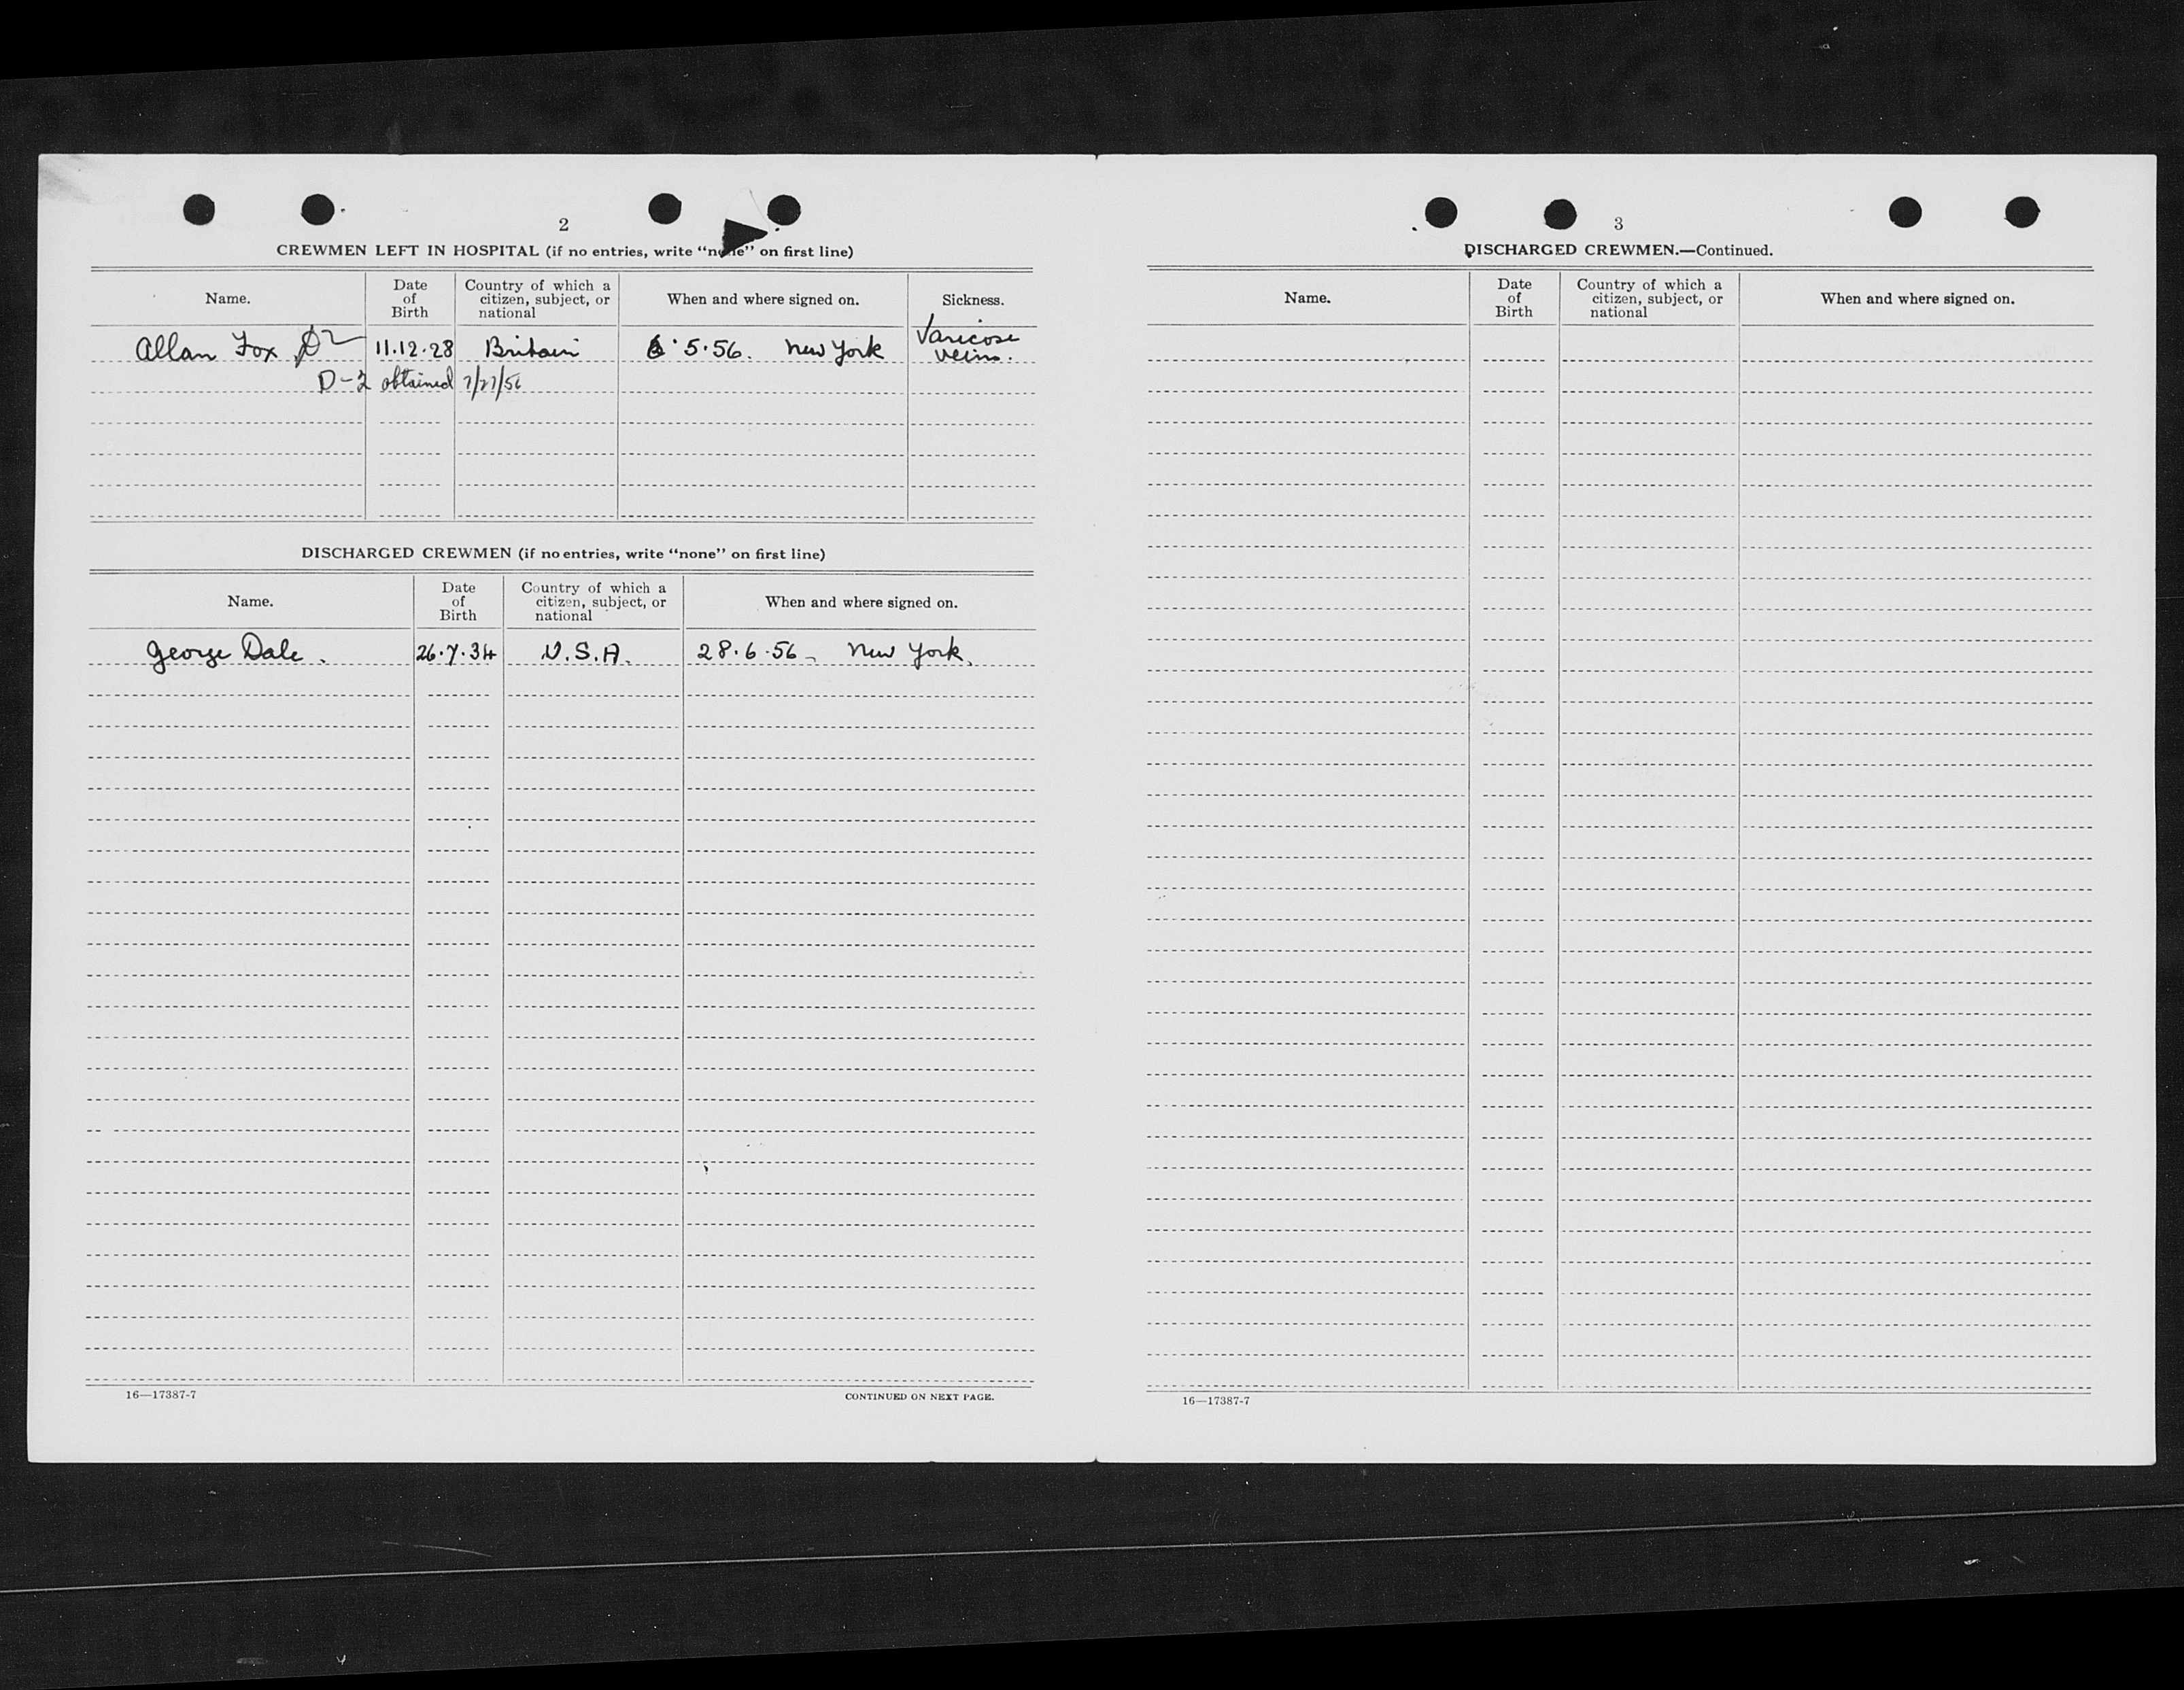 2
CREWMEN LEFT IN HOSPITAL (if no entries, write "none" on first line)
Name. Date of Birth Country of which a citizen, subject, or national When and where signed on. Sickness.
Allan Fox D2 11.12.28 Britain 6.5.56. New York Varicose veins.
D-2 obtained 7/27/56
DISCHARGED CREWMEN (if no entries, write "none" on first line)
Name. Date of Birth Country of which a citizen, subject, or national When and where signed on.
George Dale. 26.7.34 U.S.A. 28.6.56 - New York.
16—17387-7 CONTINUED ON NEXT PAGE.
3
DISCHARGED CREWMEN.—Continued.
Name. Date of Birth Country of which a citizen, subject, or national When and where signed on.
16—17387-7